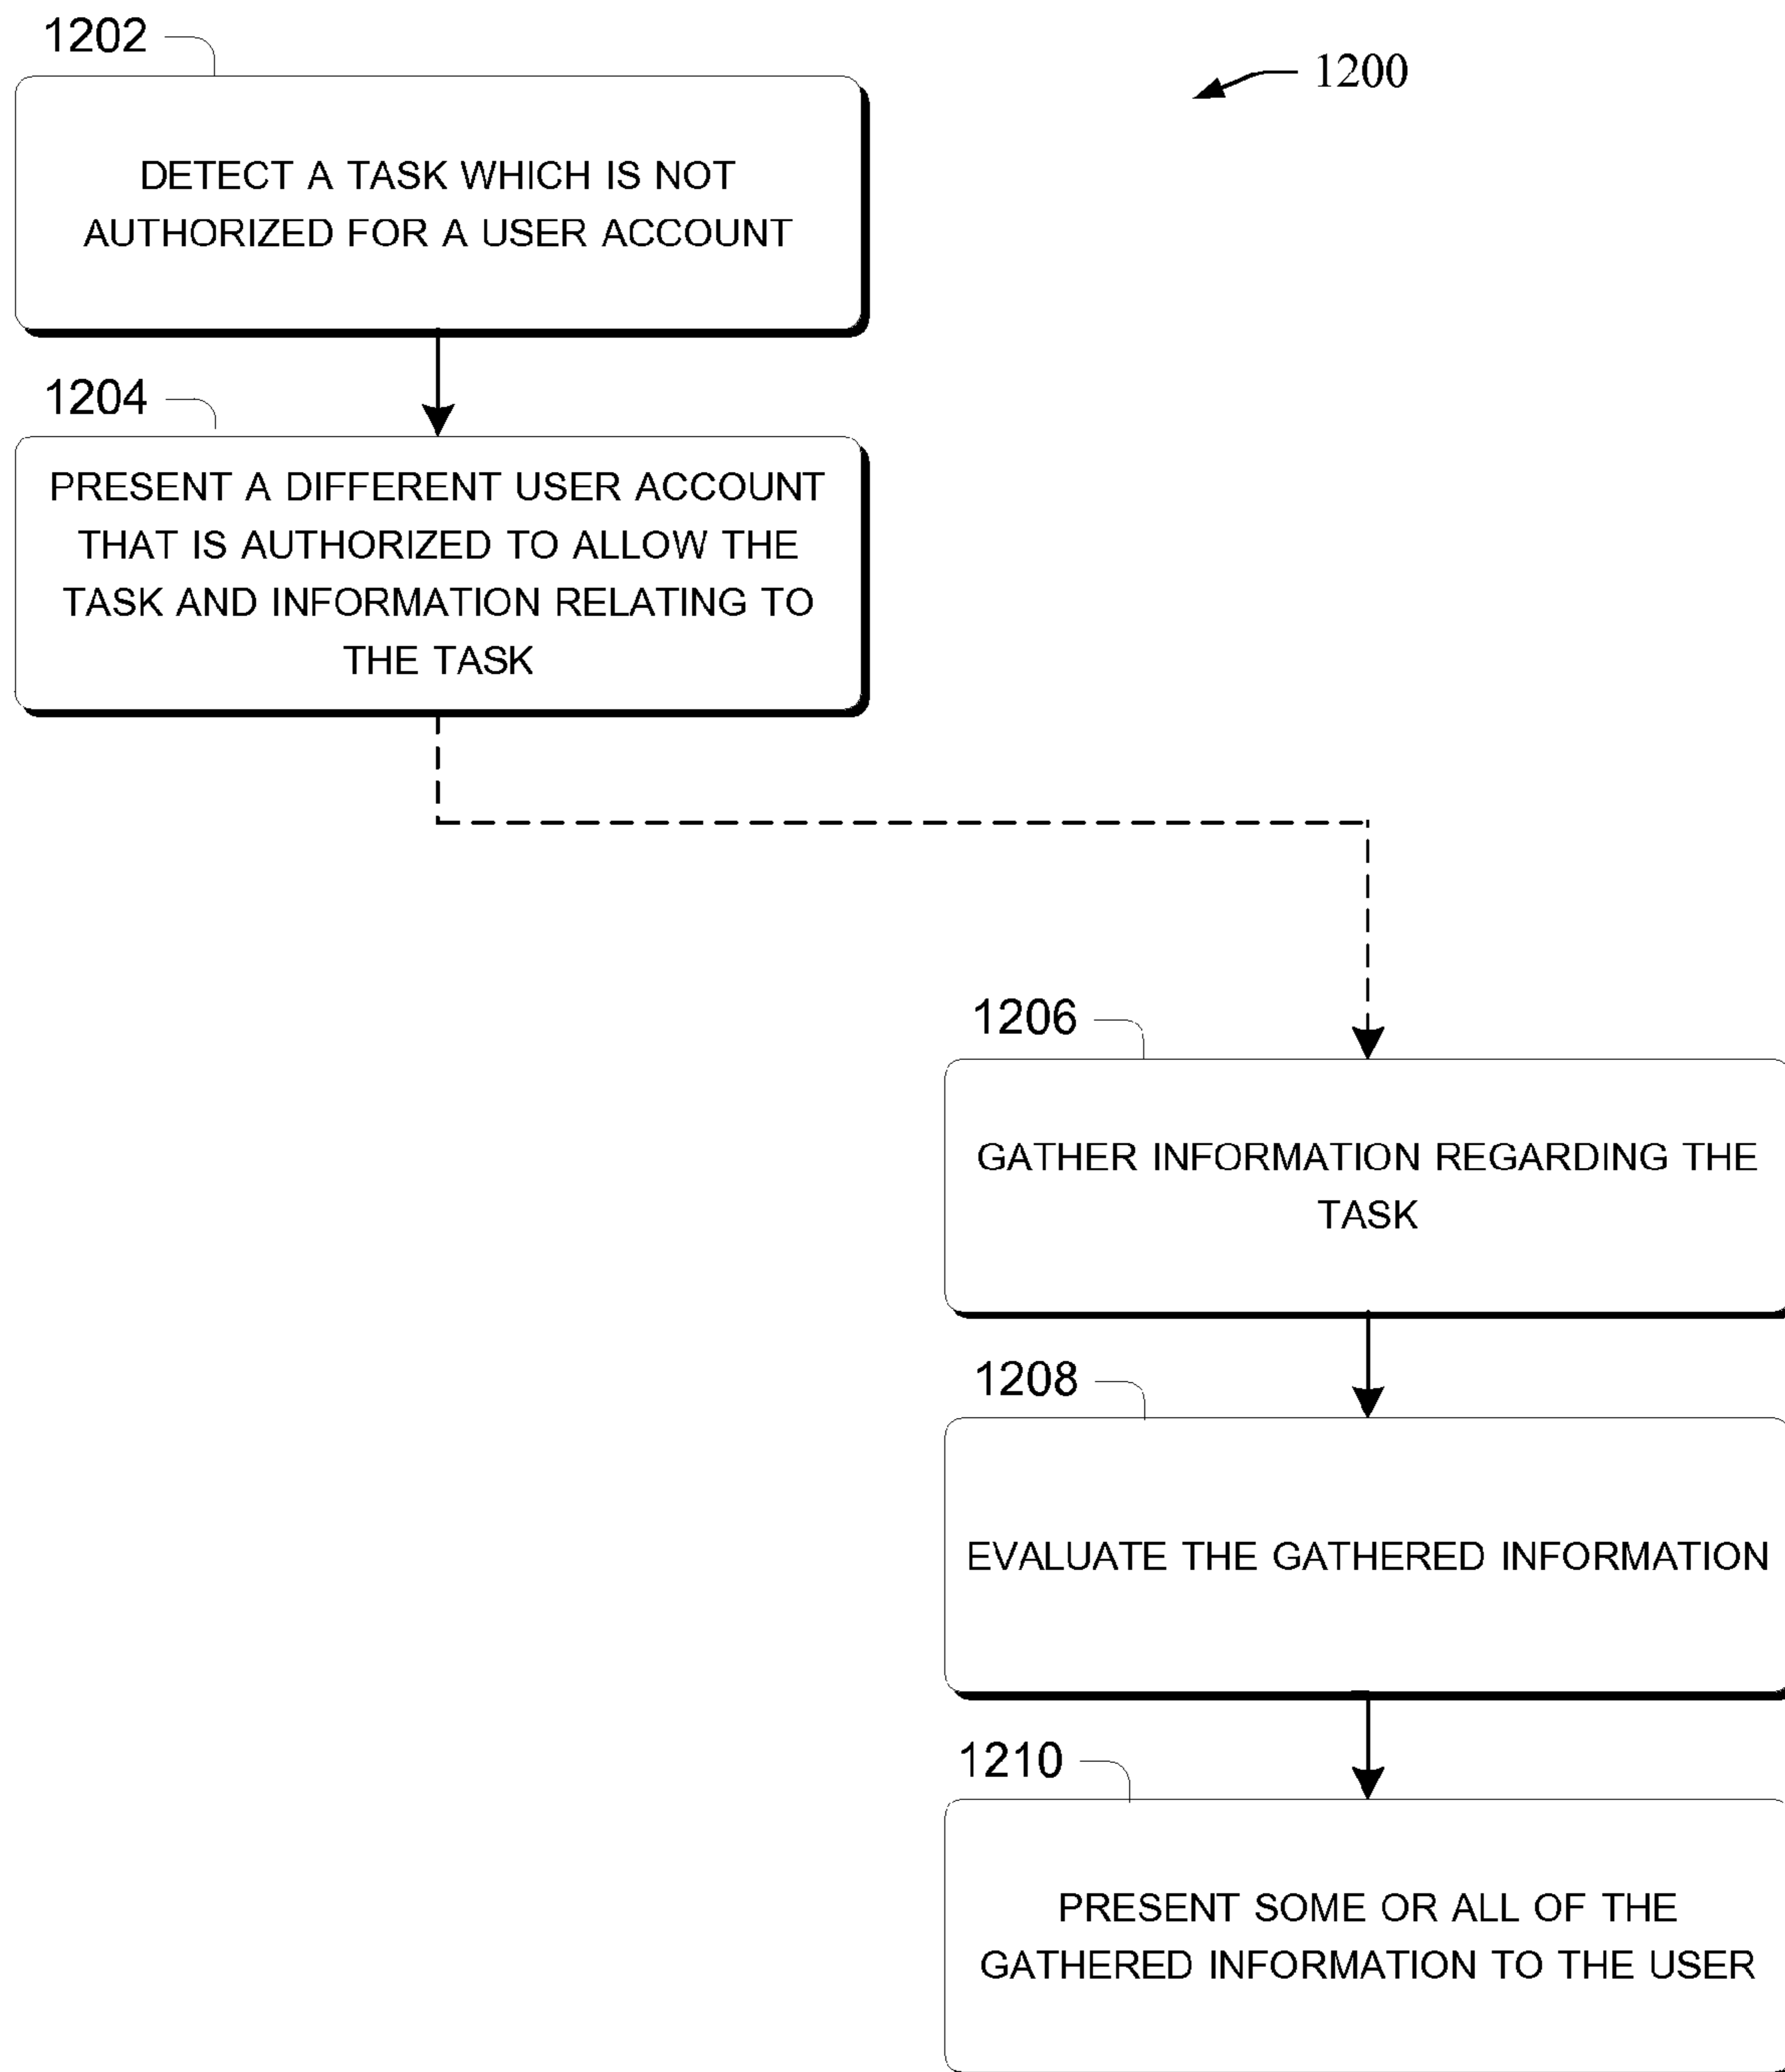 1202
1200
DETECT A TASK WHICH IS NOT
AUTHORIZED FOR A USER ACCOUNT
1204
PRESENT A DIFFERENT USER ACCOUNT
THAT IS AUTHORIZED TO ALLOW THE
TASK AND INFORMATION RELATING TO
THE TASK
1206
GATHER INFORMATION REGARDING THE
TASK
1208
EVALUATE THE GATHERED INFORMATION
1210
PRESENT SOME OR ALL OF THE
GATHERED INFORMATION TO THE USER